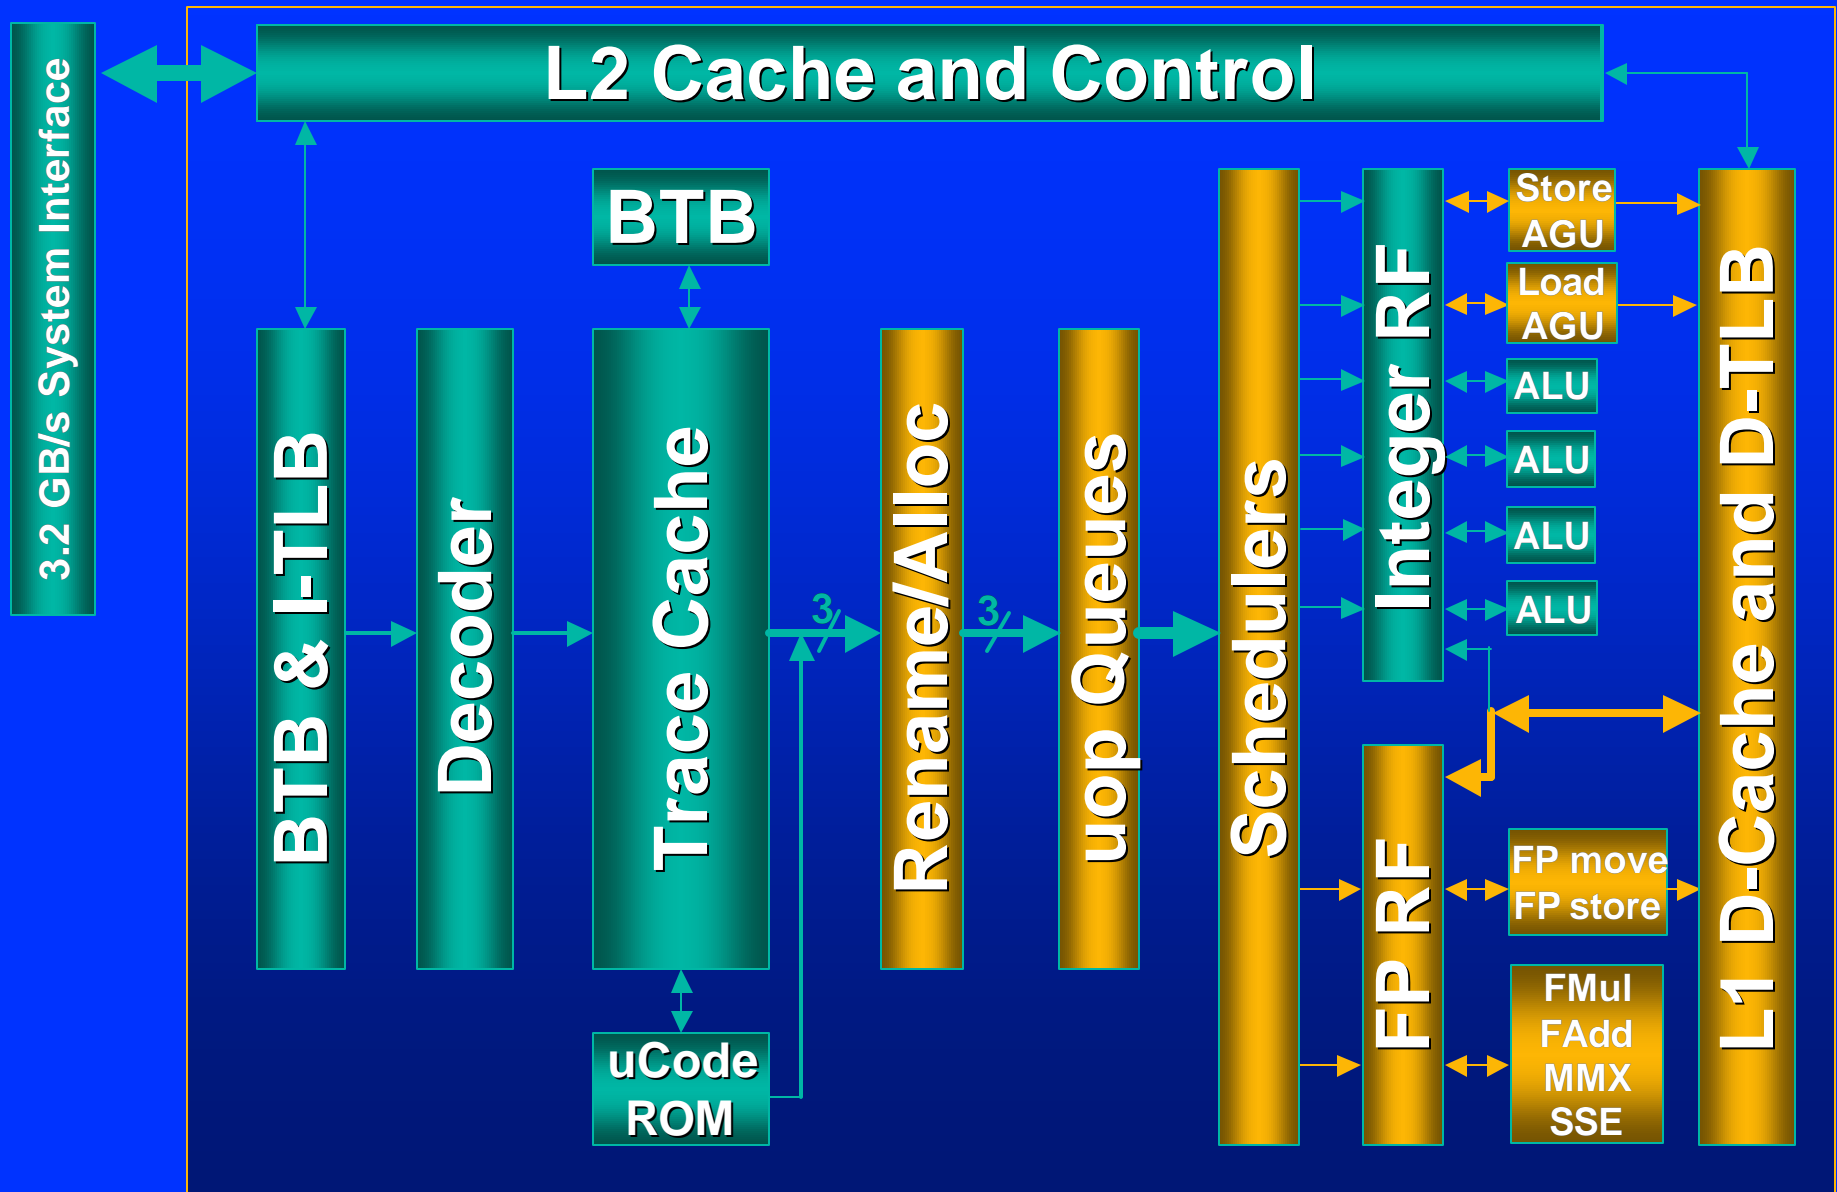 L2 Cache and Control
3.2 GB/s System Interface
BTB
BTB & I-TLB
Decoder
Trace Cache
uCode
ROM
3
Rename/Alloc
3
uop Queues
Schedulers
Integer RF
FP RF
Store
AGU
Load
AGU
ALU
ALU
ALU
ALU
FP move
FP store
FMul
FAdd
MMX
SSE
L1 D-Cache and D-TLB